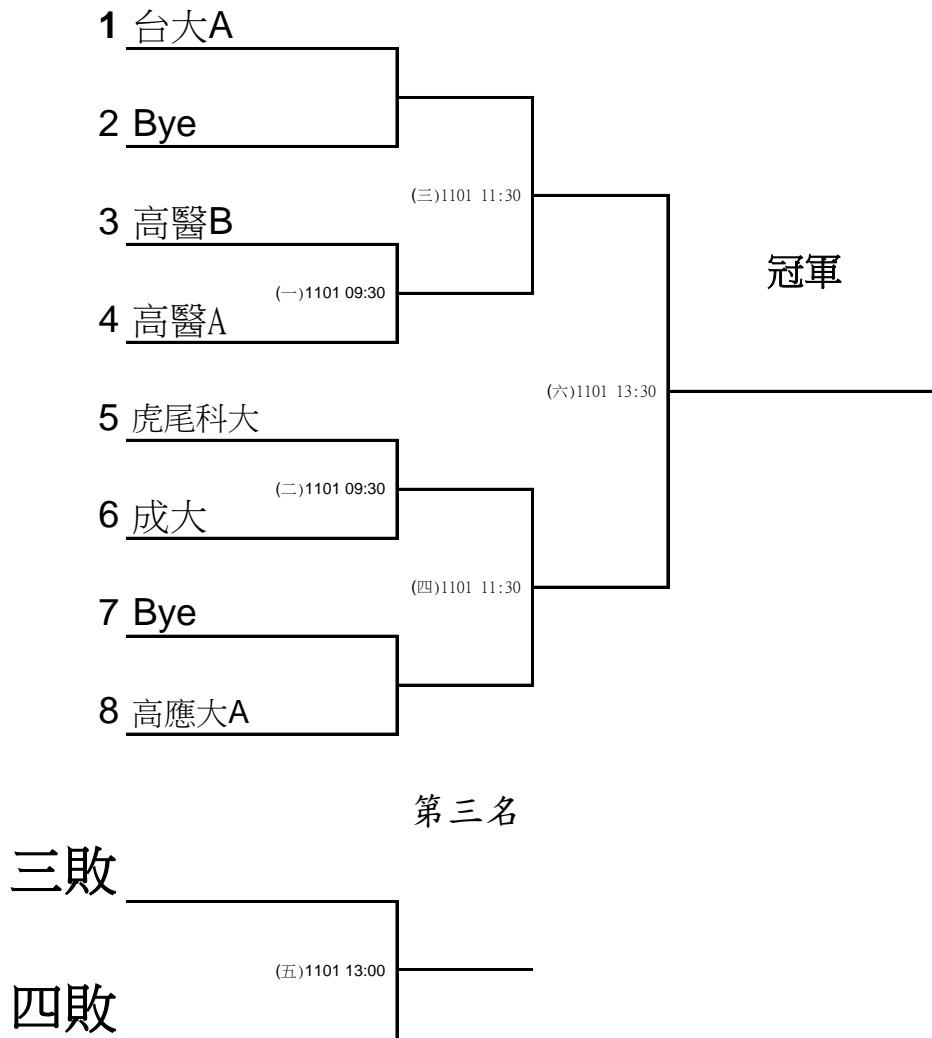 1 台大A
2 Bye
(三)1101 11:30
3 高醫B
冠軍
(一)1101 09:30
4 高醫A
(六)1101 13:30
5 虎尾科大
(二)1101 09:30
6 成大
(四)1101 11:30
7 Bye
8 高應大A
第三名
三敗
(五)1101 13:00
四敗